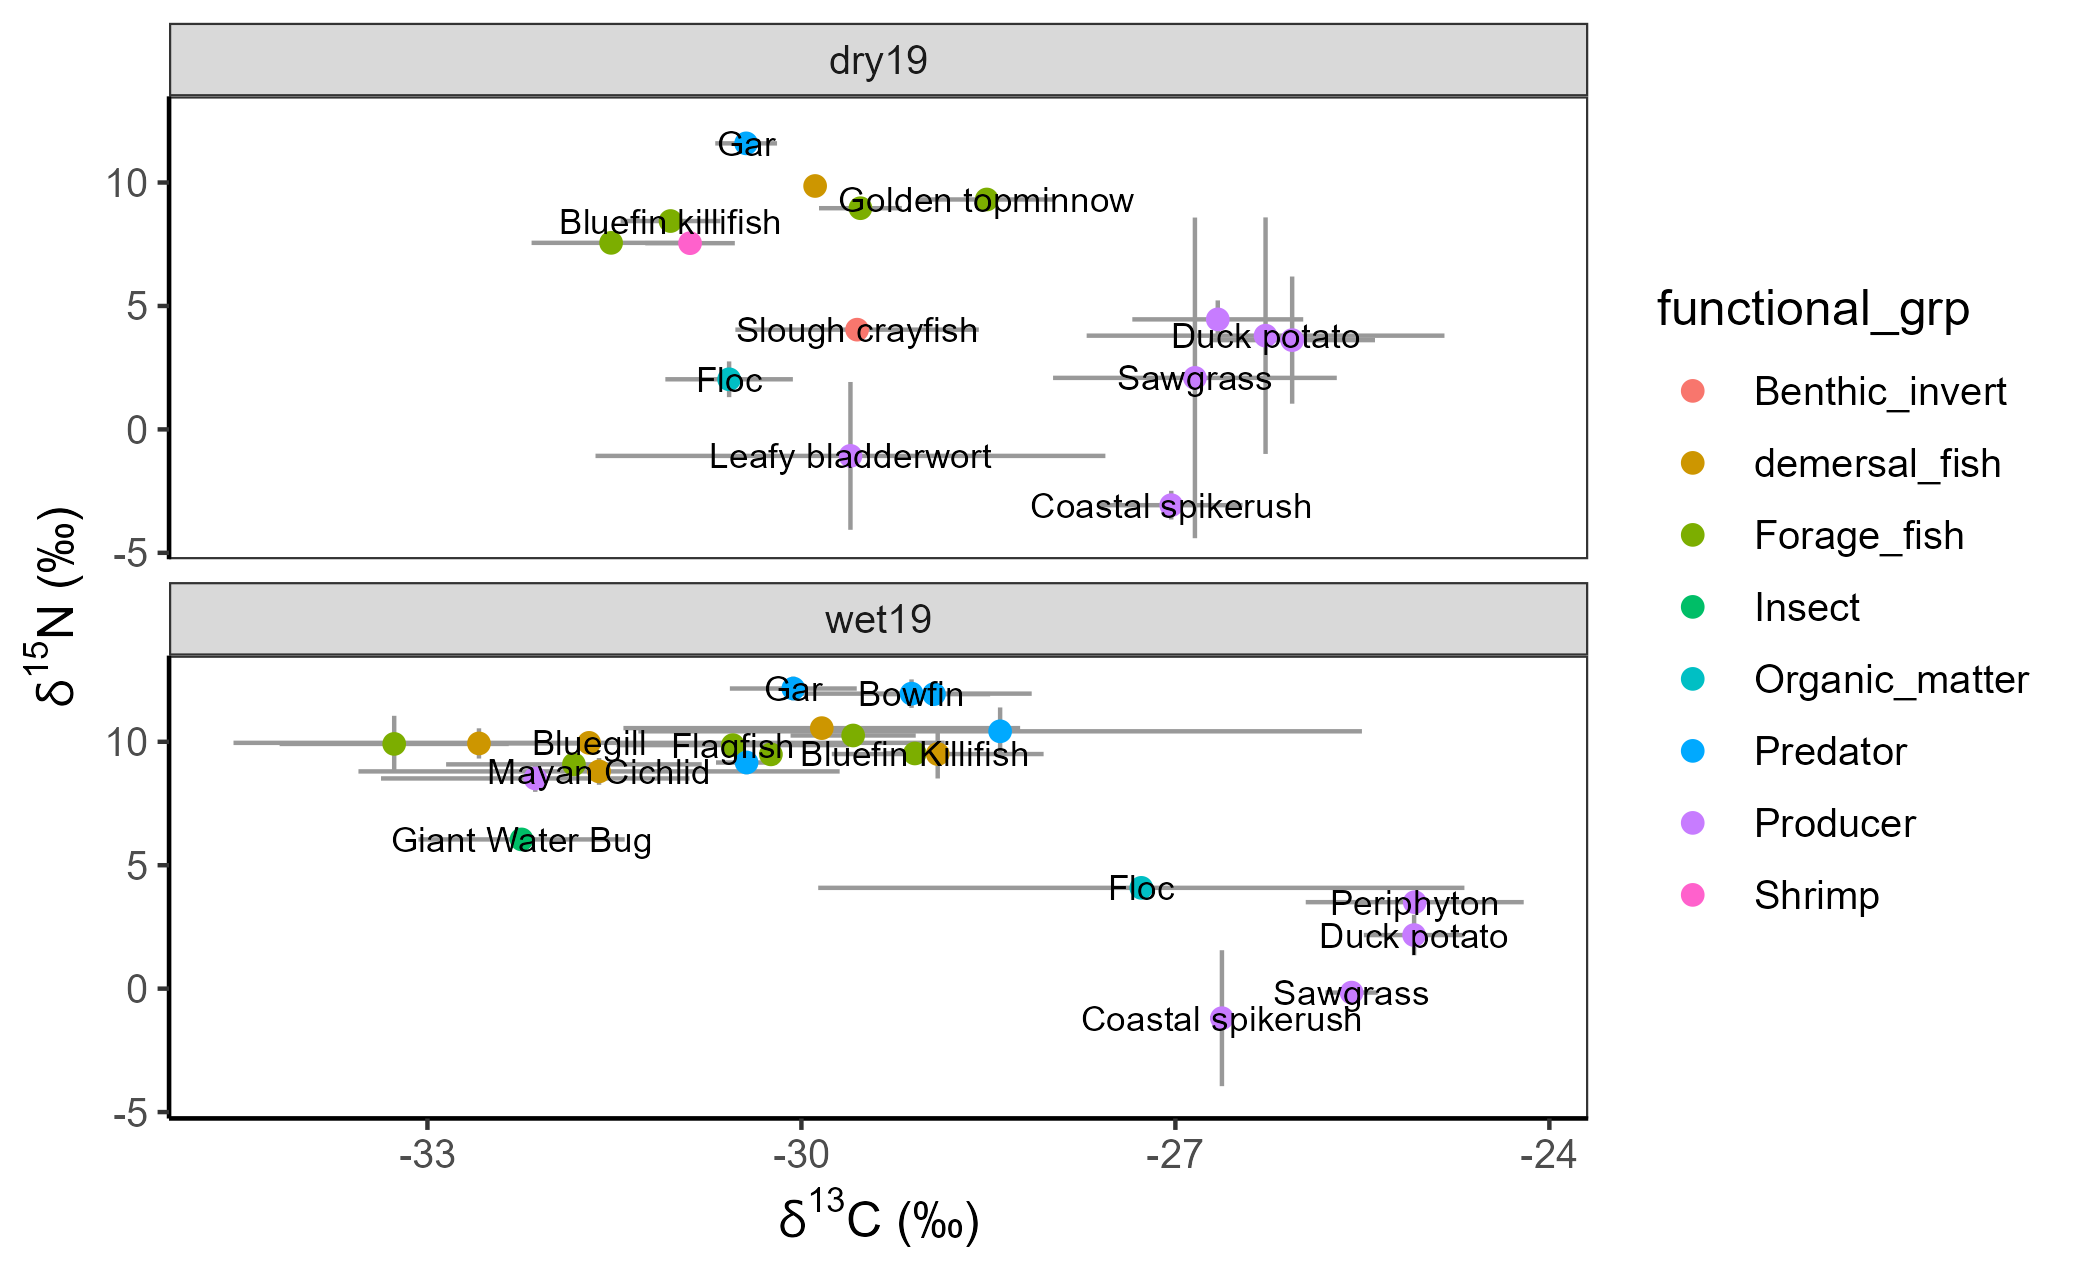 dry19
Gar
Golden topminnow
Bluefin killifish
Slough crayfish
Duck potato
Floc
Sawgrass
Leafy bladderwort
Coastal spikerush
10
5
0
-5
wet19
Gar
Bowfin
Bluegill
Flagfish
Bluefin Killifish
Mayan Cichlid
Giant Water Bug
Floc
Periphyton
Duck potato
Sawgrass
Coastal spikerush
10
5
0
-5
-33
-30
-27
-24
δ13C (‰)
δ15N (‰)
functional_grp
Benthic_invert
demersal_fish
Forage_fish
Insect
Organic_matter
Predator
Producer
Shrimp